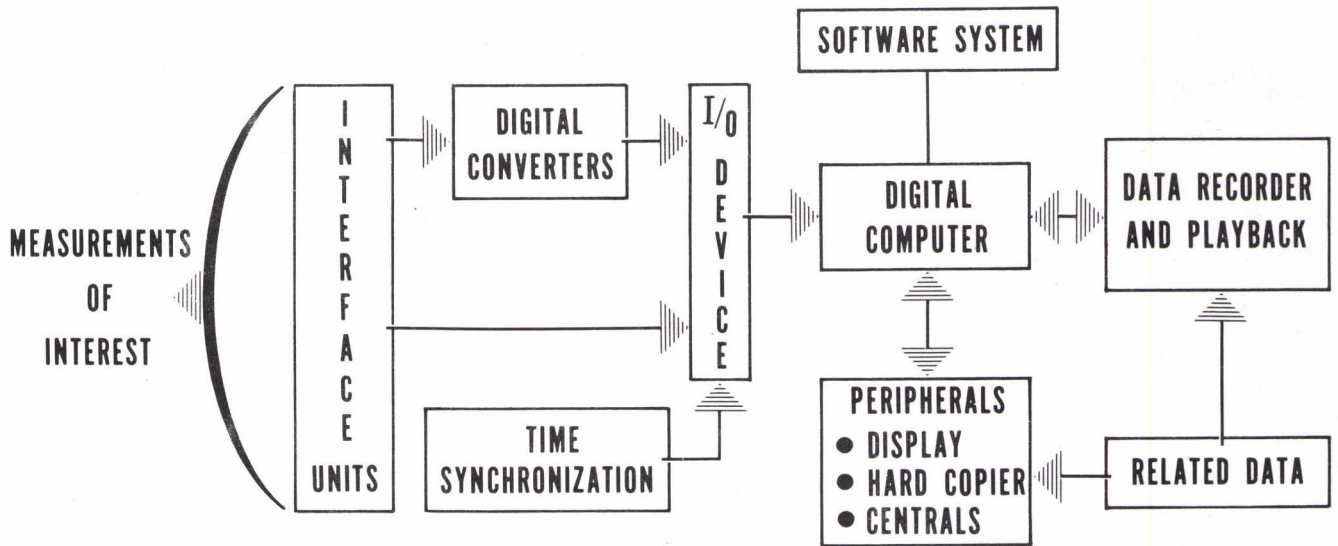 MEASUREMENTS
OF
INTEREST
INTERFACE
UNITS
DIGITAL
CONVERTERS
TIME
SYNCHRONIZATION
I/O
DEVICE
SOFTWARE SYSTEM
DIGITAL
COMPUTER
DATA RECORDER
AND PLAYBACK
PERIPHERALS
● DISPLAY
● HARD COPIER
● CENTRALS
RELATED DATA